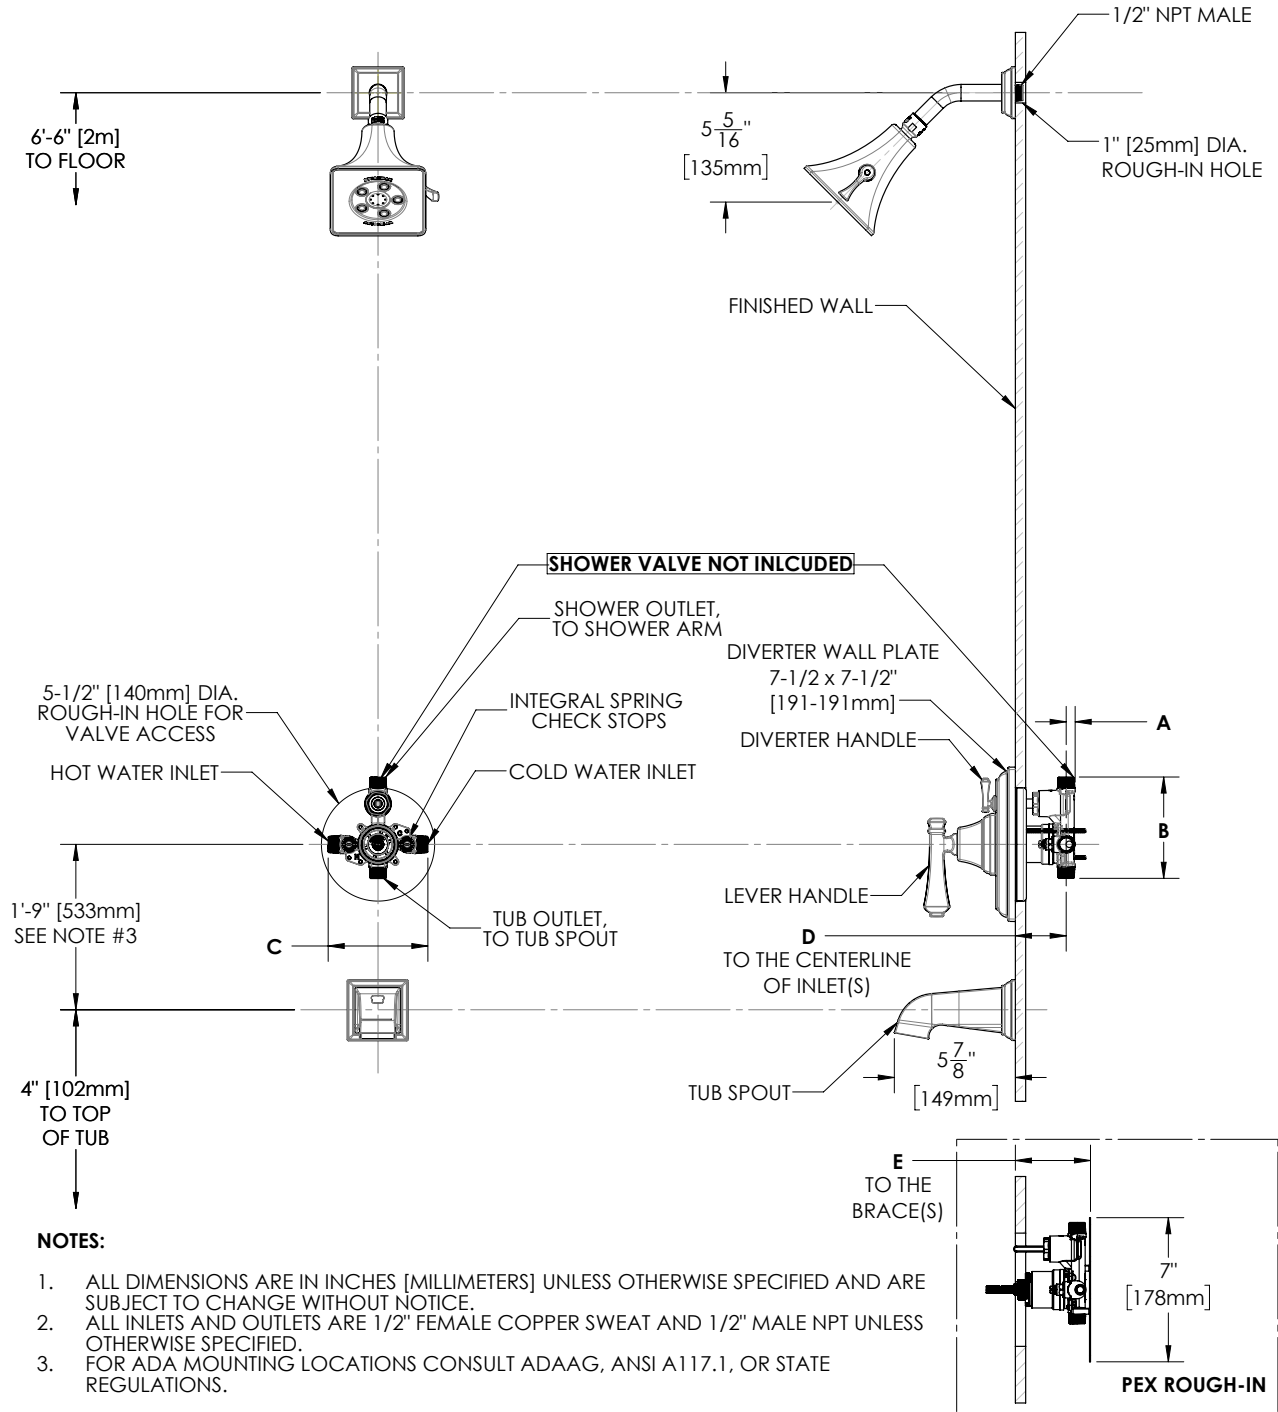 1/2" NPT MALE
6'-6" [2m]
TO FLOOR
5 5/16"
[135mm]
1" [25mm] DIA.
ROUGH-IN HOLE
FINISHED WALL
SHOWER VALVE NOT INLCUDED
SHOWER OUTLET,
TO SHOWER ARM
DIVERTER WALL PLATE
7-1/2 x 7-1/2"
[191-191mm]
5-1/2" [140mm] DIA.
ROUGH-IN HOLE FOR
VALVE ACCESS
INTEGRAL SPRING
CHECK STOPS
A
DIVERTER HANDLE
HOT WATER INLET
COLD WATER INLET
B
LEVER HANDLE
1'-9" [533mm]
SEE NOTE #3
TUB OUTLET,
TO TUB SPOUT
C
D
TO THE CENTERLINE
OF INLET(S)
5 7/8"
[149mm]
TUB SPOUT
4" [102mm]
TO TOP
OF TUB
E
TO THE
BRACE(S)
7"
[178mm]
PEX ROUGH-IN
NOTES:
1. ALL DIMENSIONS ARE IN INCHES [MILLIMETERS] UNLESS OTHERWISE SPECIFIED AND ARE
SUBJECT TO CHANGE WITHOUT NOTICE.
2. ALL INLETS AND OUTLETS ARE 1/2" FEMALE COPPER SWEAT AND 1/2" MALE NPT UNLESS
OTHERWISE SPECIFIED.
3. FOR ADA MOUNTING LOCATIONS CONSULT ADAAG, ANSI A117.1, OR STATE
REGULATIONS.